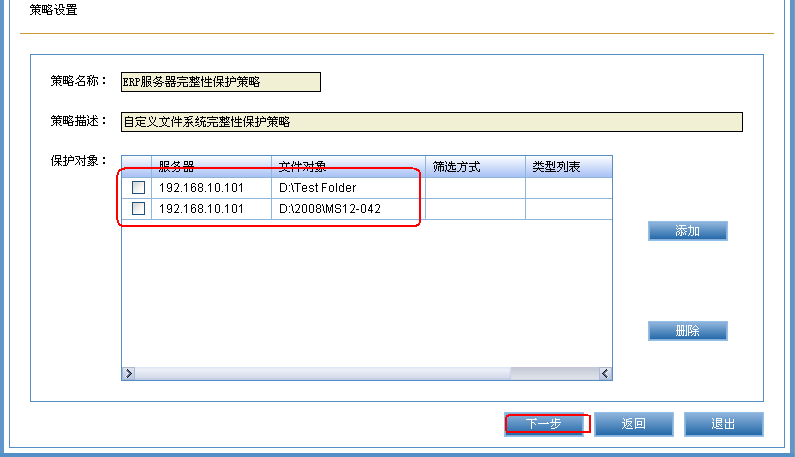 策略设置
策略名称： ERP服务器完整性保护策略
策略描述： 自定义文件系统完整性保护策略
保护对象： 服务器 文件对象 筛选方式 类型列表
192.168.10.101 D:\Test Folder
192.168.10.101 D:\2008\MS12-042
添加
删除
下一步 返回 退出